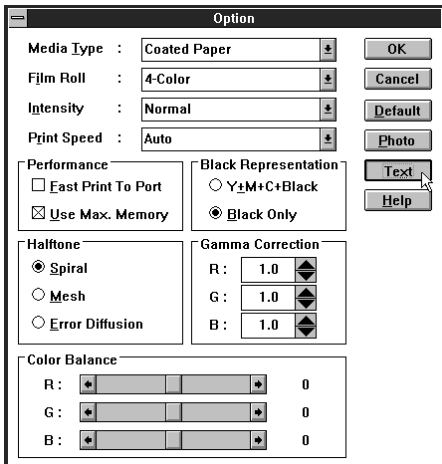 Option
Media Type : Coated Paper
OK
Film Roll : 4-Color
Cancel
Intensity : Normal
Default
Print Speed : Auto
Photo
Performance
Fast Print To Port
Use Max. Memory
Black Representation
Y+M+C+Black
Black Only
Text
Help
Halftone
Spiral
Mesh
Error Diffusion
Gamma Correction
R : 1.0
G : 1.0
B : 1.0
Color Balance
R : 0
G : 0
B : 0